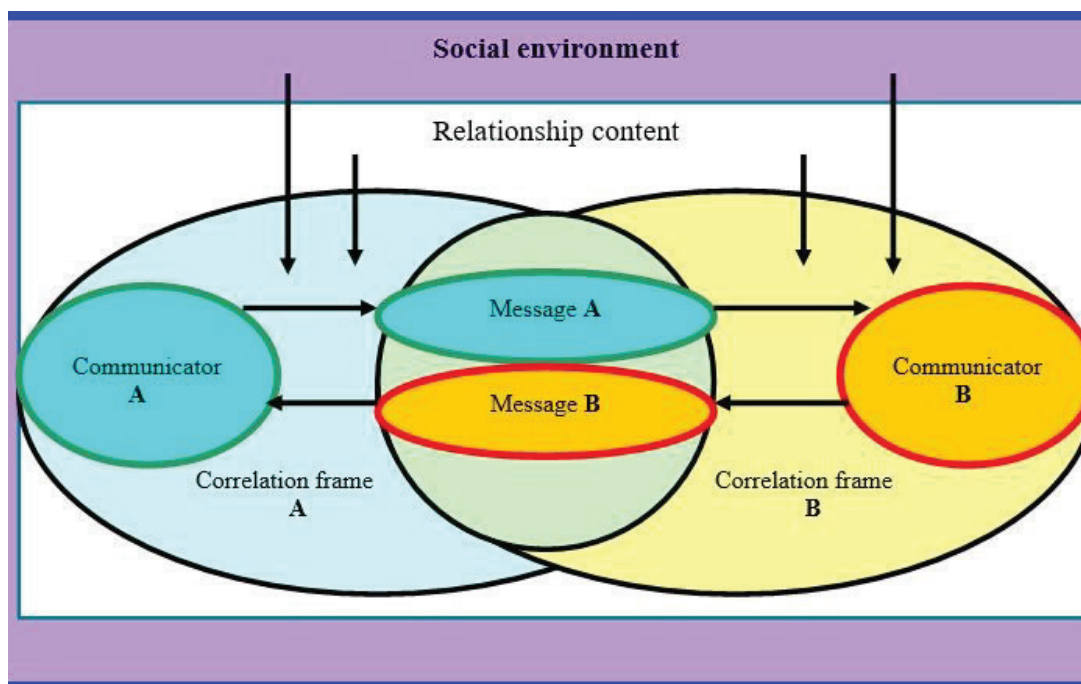 Social environment
Relationship content
Message A
Communicator
A
Message B
Communicator
B
Correlation frame
A
Correlation frame
B